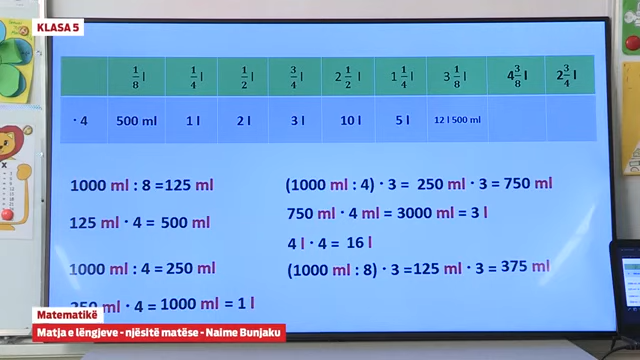 KLASA 5
1/8 l 1/4 l 1/2 l 3/4 l 2 1/2 l 1 1/4 l 3 1/8 l 4 3/8 l 2 3/4 l
· 4 500 ml 1 l 2 l 3 l 10 l 5 l 12 l 500 ml
1000 ml : 8 = 125 ml
125 ml · 4 = 500 ml
1000 ml : 4 = 250 ml
250 ml · 4 = 1000 ml = 1 l
(1000 ml : 4) · 3 = 250 ml · 3 = 750 ml
750 ml · 4 ml = 3000 ml = 3 l
4 l · 4 = 16 l
(1000 ml : 8) · 3 = 125 ml · 3 = 375 ml
Matematikë
Matja e lëngjeve - njësitë matëse - Naime Bunjaku